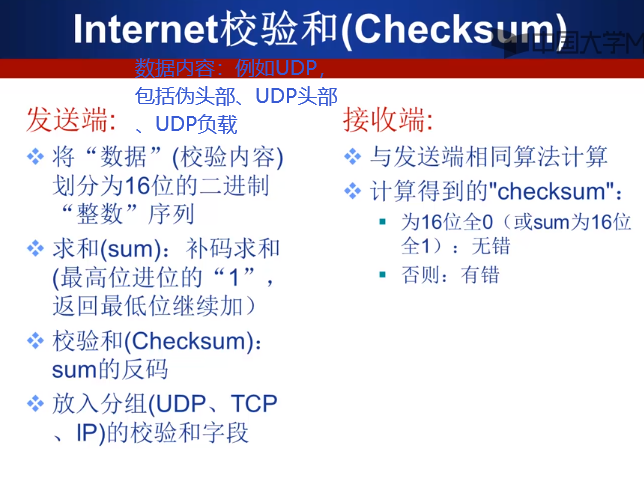 Internet校验和(Checksum)
中国大学M
数据内容：例如UDP，
包括伪头部、UDP头部
、UDP负载
发送端：
将“数据”(校验内容)
划分为16位的二进制
“整数”序列
求和(sum)：补码求和
(最高位进位的“1”，
返回最低位继续加）
校验和(Checksum)：
sum的反码
放入分组(UDP、TCP
、IP)的校验和字段
接收端：
与发送端相同算法计算
计算得到的"checksum"：
为16位全0（或sum为16位
全1）：无错
否则：有错